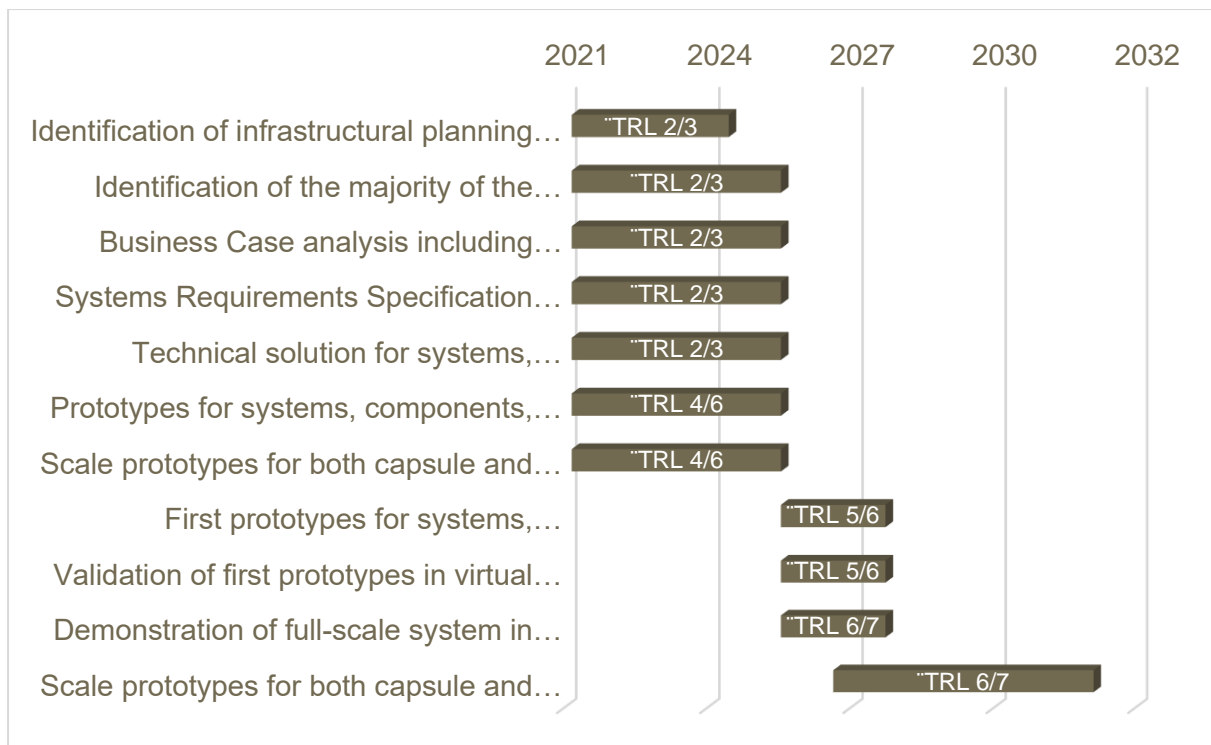 2021 2024 2027 2030 2032
Identification of infrastructural planning… ¨TRL 2/3
Identification of the majority of the… ¨TRL 2/3
Business Case analysis including… ¨TRL 2/3
Systems Requirements Specification… ¨TRL 2/3
Technical solution for systems,… ¨TRL 2/3
Prototypes for systems, components,… ¨TRL 4/6
Scale prototypes for both capsule and… ¨TRL 4/6
First prototypes for systems,… ¨TRL 5/6
Validation of first prototypes in virtual… ¨TRL 5/6
Demonstration of full-scale system in… ¨TRL 6/7
Scale prototypes for both capsule and… ¨TRL 6/7